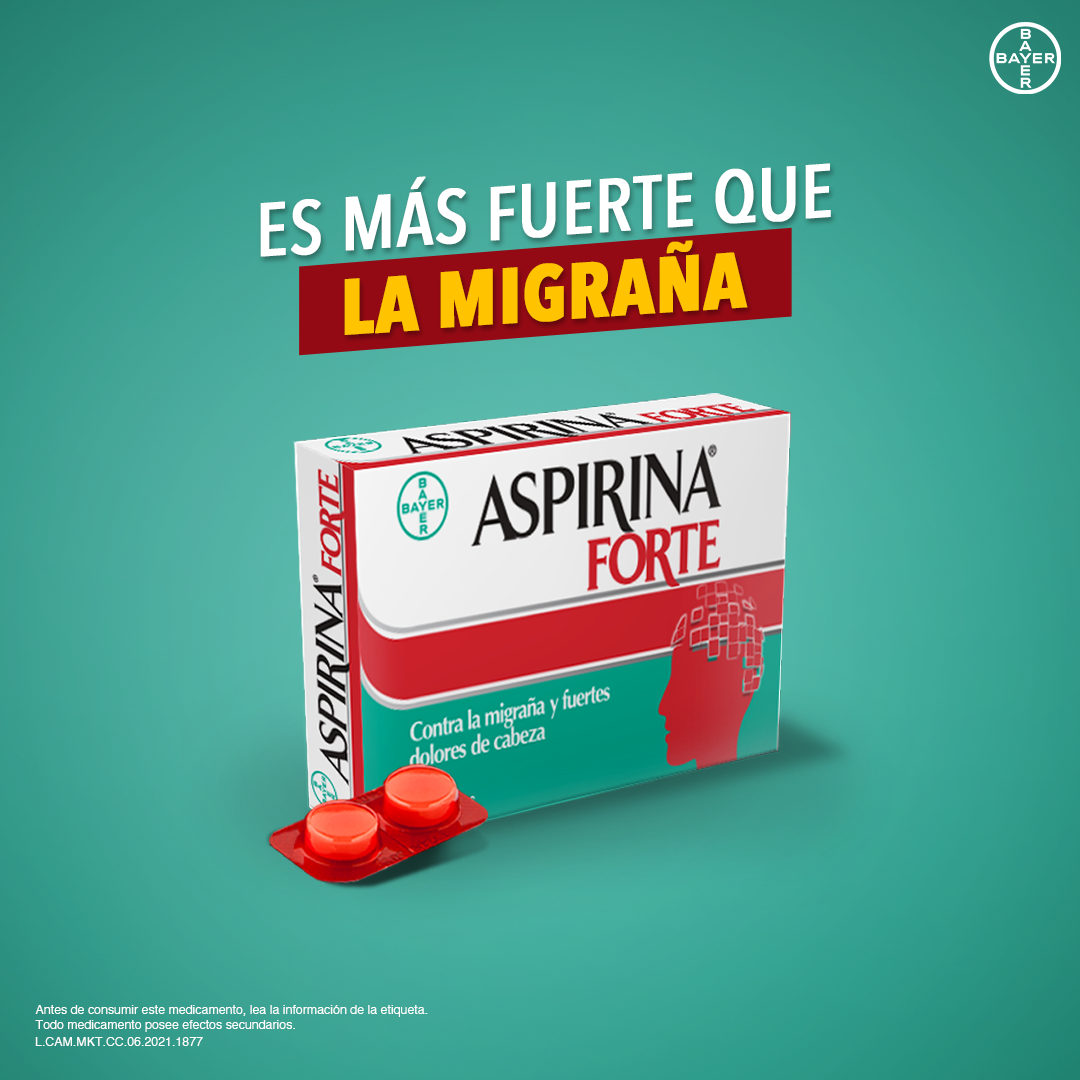 BAYER
BAYER
ES MÁS FUERTE QUE
LA MIGRAÑA
ASPIRINA® FORTE
ASPIRINA® FORTE
BAYER
BAYER
ASPIRINA®
FORTE
Contra la migraña y fuertes
dolores de cabeza
Antes de consumir este medicamento, lea la información de la etiqueta.
Todo medicamento posee efectos secundarios.
L.CAM.MKT.CC.06.2021.1877